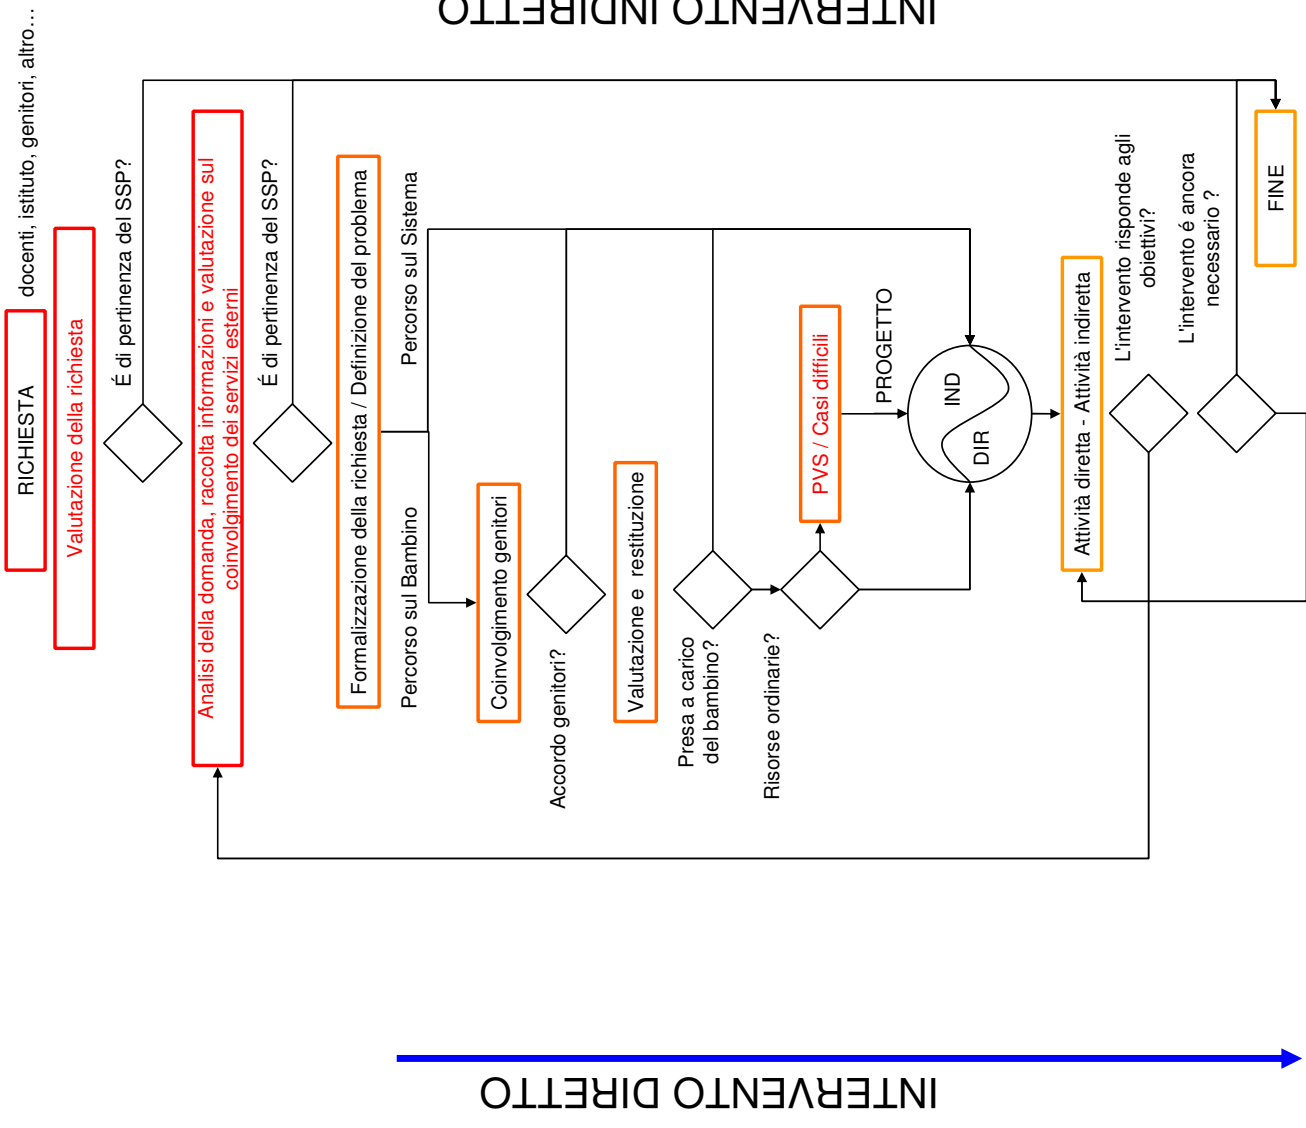 RICHIESTA
docenti, istituto, genitori, altro...
Valutazione della richiesta
É di pertinenza del SSP?
Analisi della domanda, raccolta informazioni e valutazione sul
coinvolgimento dei servizi esterni
É di pertinenza del SSP?
Formalizzazione della richiesta / Definizione del problema
Percorso sul Bambino
Percorso sul Sistema
Coinvolgimento genitori
Accordo genitori?
Valutazione e restituzione
Presa a carico
del bambino?
Risorse ordinarie?
PVS / Casi difficili
PROGETTO
IND
DIR
Attività diretta - Attività indiretta
L'intervento risponde agli
obiettivi?
L'intervento é ancora
necessario ?
FINE
INTERVENTO DIRETTO
INTERVENTO INDIRETTO